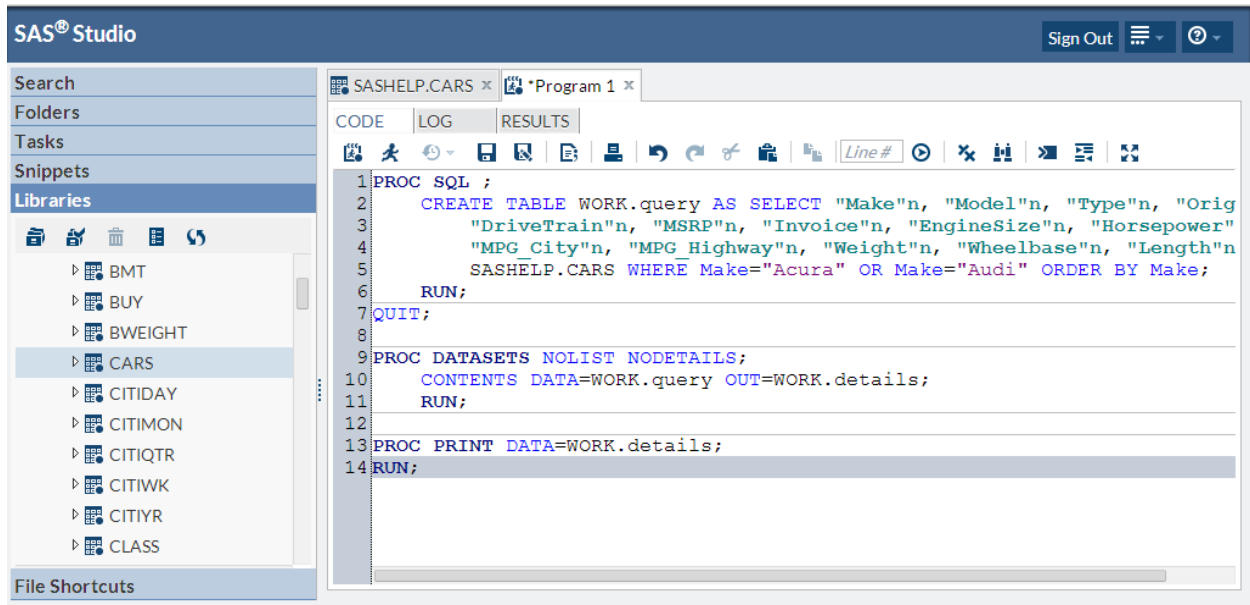 SAS® Studio
Sign Out
Search
Folders
Tasks
Snippets
Libraries
BMT
BUY
BWEIGHT
CARS
CITIDAY
CITIMON
CITIQTR
CITIWK
CITIYR
CLASS
File Shortcuts
SASHELP.CARS x *Program 1 x
CODE LOG RESULTS
Line #
1 PROC SQL ;
2 CREATE TABLE WORK.query AS SELECT "Make"n, "Model"n, "Type"n, "Orig
3 "DriveTrain"n, "MSRP"n, "Invoice"n, "EngineSize"n, "Horsepower"
4 "MPG_City"n, "MPG_Highway"n, "Weight"n, "Wheelbase"n, "Length"n
5 SASHELP.CARS WHERE Make="Acura" OR Make="Audi" ORDER BY Make;
6 RUN;
7 QUIT;
8
9 PROC DATASETS NOLIST NODETAILS;
10 CONTENTS DATA=WORK.query OUT=WORK.details;
11 RUN;
12
13 PROC PRINT DATA=WORK.details;
14 RUN;